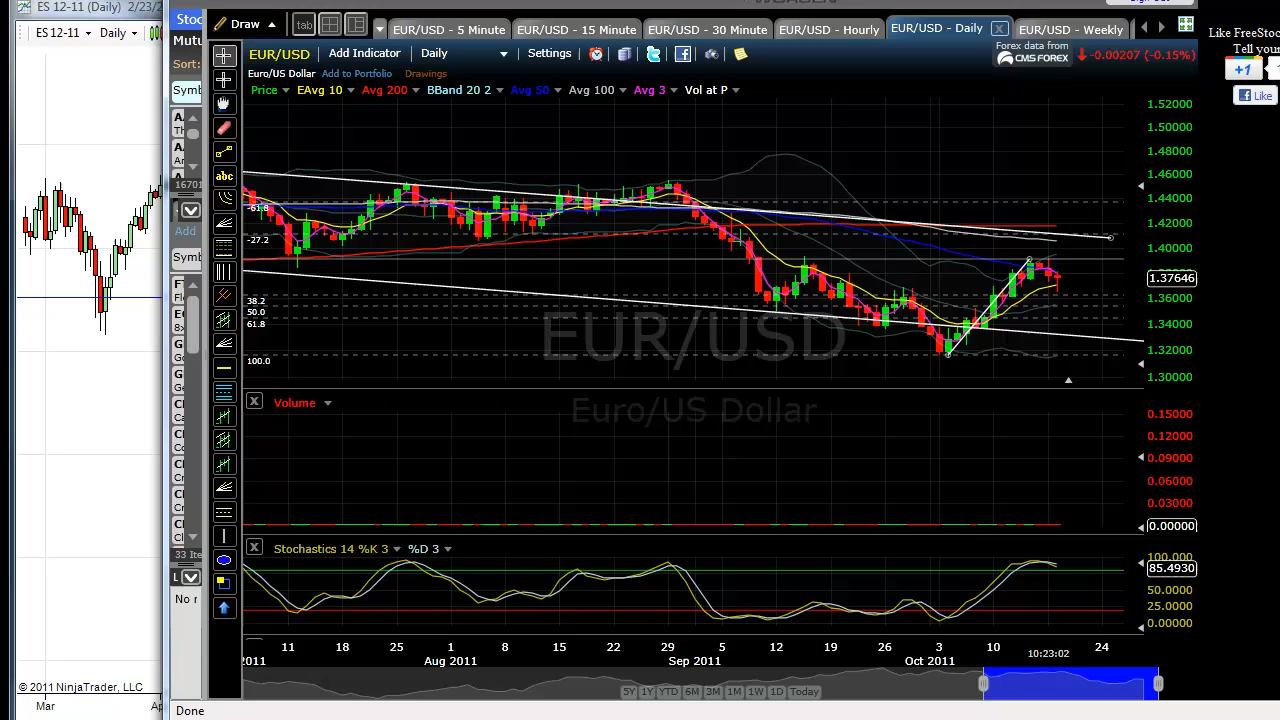 ES 12-11 (Daily) 2/23/2
ES 12-11 Daily
© 2011 NinjaTrader, LLC
Mar
Stoc
Mutu
Sort:
Symb
16701
Add
Symbo
33 Ite
L
No r
Draw
tab
EUR/USD - 5 Minute
EUR/USD - 15 Minute
EUR/USD - 30 Minute
EUR/USD - Hourly
EUR/USD - Daily
EUR/USD - Weekly
EUR/USD
Add Indicator
Daily
Settings
Forex data from
CMS FOREX
-0.00207 (-0.15%)
Euro/US Dollar
Add to Portfolio
Drawings
Price EAvg 10 Avg 200 BBand 20 2 Avg 50 Avg 100 Avg 3 Vol at P
abc
1.52000
1.50000
1.48000
1.46000
1.44000
1.42000
1.40000
1.37646
1.36000
1.34000
1.32000
1.30000
-61.8
-27.2
38.2
50.0
61.8
100.0
EUR/USD
Euro/US Dollar
Volume
0.15000
0.12000
0.09000
0.06000
0.03000
0.00000
Stochastics 14 %K 3 %D 3
100.000
85.4930
50.0000
25.0000
0.00000
11 18 25 8 15 22 29 5 12 19 26 3 10 24
2011 Aug 2011 Sep 2011 Oct 2011 10:23:02
5Y 1Y YTD 6M 3M 1M 1W 1D Today
Done
Like FreeStoc
Tell your
+1
Like